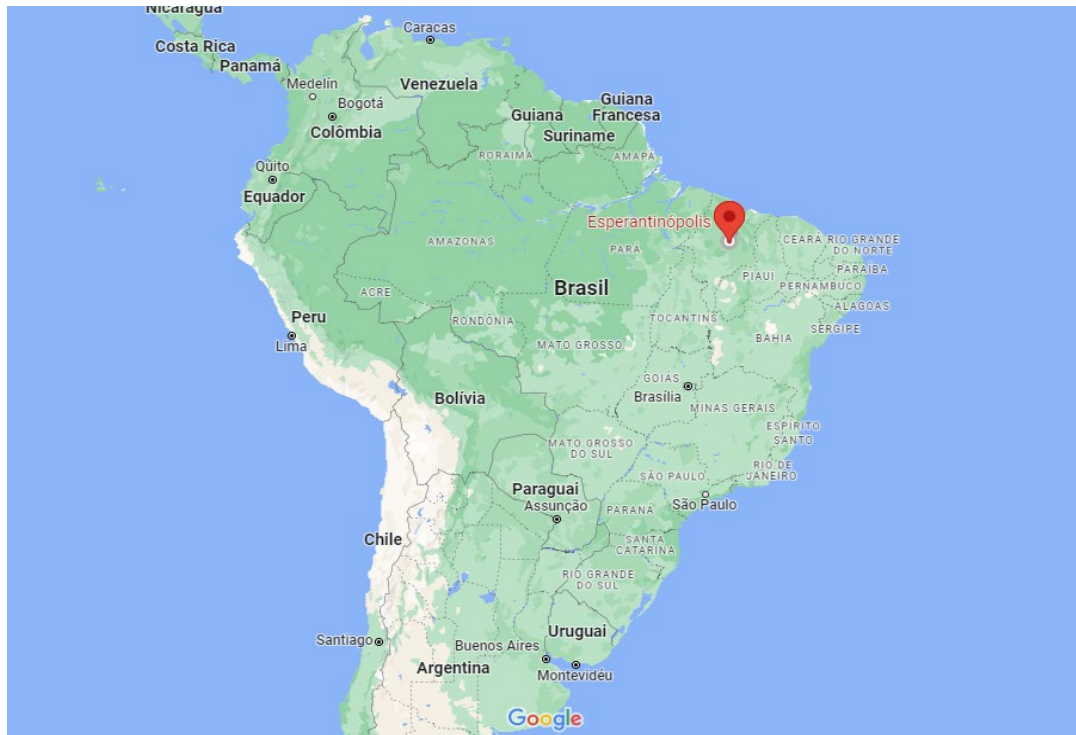 Nicarágua
Costa Rica
Panamá
Caracas
Medellín
Venezuela
Bogotá
Colômbia
Guiana
Guiana
Francesa
Suriname
RORAIMA
AMAPÁ
Quito
Equador
Esperantinópolis
AMAZONAS
PARÁ
CEARÁ
RIO GRANDE
DO NORTE
PARAÍBA
PIAUÍ
PERNAMBUCO
ACRE
Brasil
ALAGOAS
Peru
RONDÔNIA
TOCANTINS
SERGIPE
Lima
MATO GROSSO
BAHIA
GOIÁS
Brasília
Bolívia
MINAS GERAIS
ESPÍRITO
SANTO
MATO GROSSO
DO SUL
RIO DE
JANEIRO
SÃO PAULO
São Paulo
Paraguai
Assunção
PARANÁ
Chile
SANTA
CATARINA
RIO GRANDE
DO SUL
Uruguai
Santiago
Buenos Aires
Argentina
Montevidéu
Google